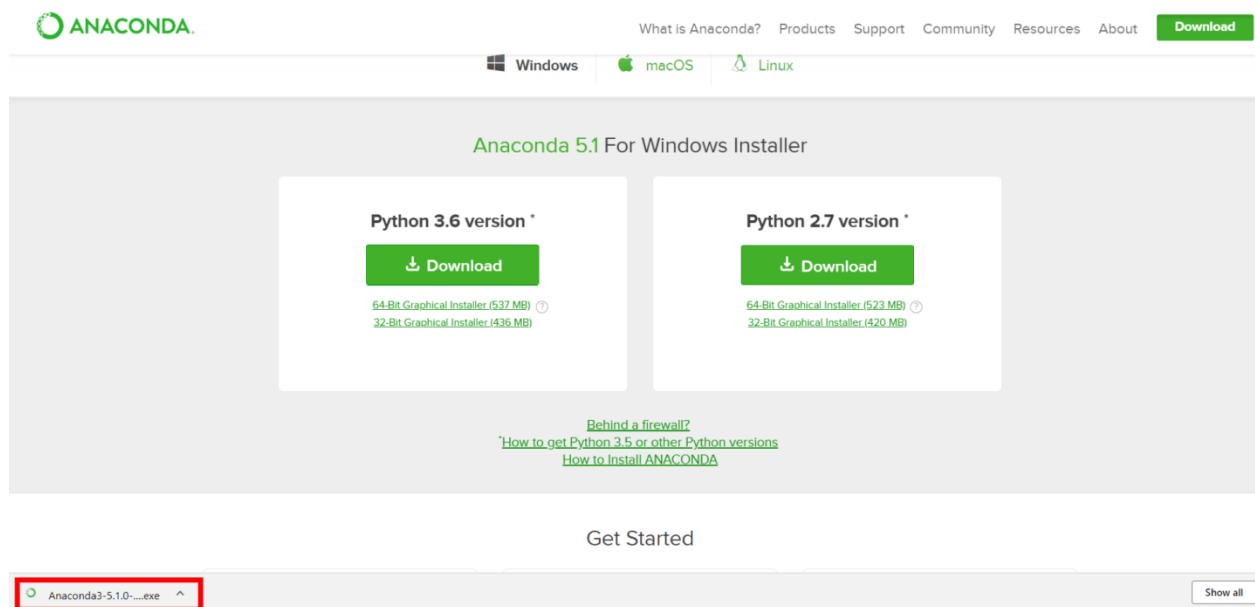 ANACONDA.
What is Anaconda? Products Support Community Resources About Download
Windows macOS Linux
Anaconda 5.1 For Windows Installer
Python 3.6 version *
Download
64-Bit Graphical Installer (537 MB) ?
32-Bit Graphical Installer (436 MB)
Python 2.7 version *
Download
64-Bit Graphical Installer (523 MB) ?
32-Bit Graphical Installer (420 MB)
Behind a firewall?
*How to get Python 3.5 or other Python versions
How to Install ANACONDA
Get Started
Anaconda3-5.1.0-....exe
Show all